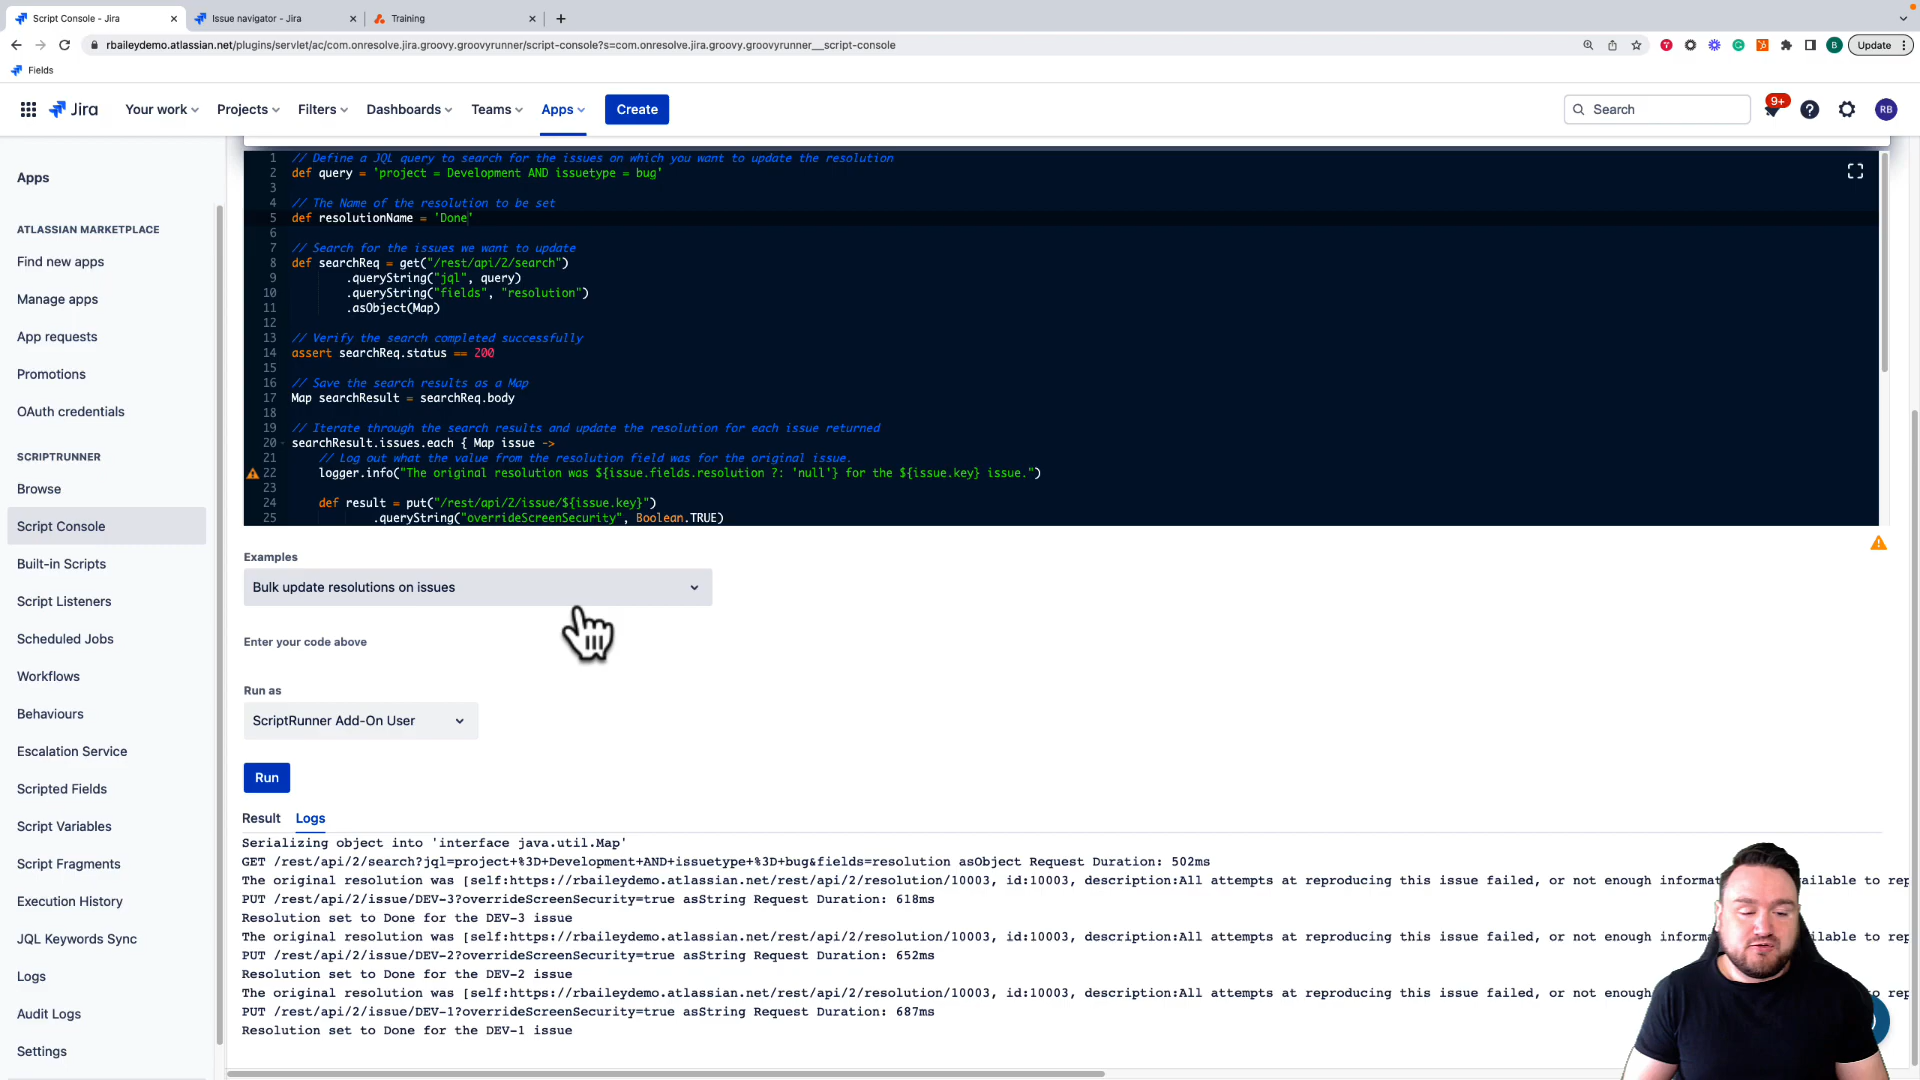 Script Console - Jira
Issue navigator - Jira
Training
rbaileydemo.atlassian.net/plugins/servlet/ac/com.onresolve.jira.groovy.groovyrunner/script-console?s=com.onresolve.jira.groovy.groovyrunner__script-console
B
Update
Fields
Jira
Your work
Projects
Filters
Dashboards
Teams
Apps
Create
Search
9+
RB
Apps
ATLASSIAN MARKETPLACE
Find new apps
Manage apps
App requests
Promotions
OAuth credentials
SCRIPTRUNNER
Browse
Script Console
Built-in Scripts
Script Listeners
Scheduled Jobs
Workflows
Behaviours
Escalation Service
Scripted Fields
Script Variables
Script Fragments
Execution History
JQL Keywords Sync
Logs
Audit Logs
Settings
1 // Define a JQL query to search for the issues on which you want to update the resolution
2 def query = 'project = Development AND issuetype = bug'
3
4 // The Name of the resolution to be set
5 def resolutionName = 'Done'
6
7 // Search for the issues we want to update
8 def searchReq = get("/rest/api/2/search")
9 .queryString("jql", query)
10 .queryString("fields", "resolution")
11 .asObject(Map)
12
13 // Verify the search completed successfully
14 assert searchReq.status == 200
15
16 // Save the search results as a Map
17 Map searchResult = searchReq.body
18
19 // Iterate through the search results and update the resolution for each issue returned
20 searchResult.issues.each { Map issue ->
21 // Log out what the value from the resolution field was for the original issue.
22 logger.info("The original resolution was ${issue.fields.resolution ?: 'null'} for the ${issue.key} issue.")
23
24 def result = put("/rest/api/2/issue/${issue.key}")
25 .queryString("overrideScreenSecurity", Boolean.TRUE)
Examples
Bulk update resolutions on issues
Enter your code above
Run as
ScriptRunner Add-On User
Run
Result Logs
Serializing object into 'interface java.util.Map'
GET /rest/api/2/search?jql=project+%3D+Development+AND+issuetype+%3D+bug&fields=resolution asObject Request Duration: 502ms
The original resolution was [self:https://rbaileydemo.atlassian.net/rest/api/2/resolution/10003, id:10003, description:All attempts at reproducing this issue failed, or not enough informat ailable to rep
PUT /rest/api/2/issue/DEV-3?overrideScreenSecurity=true asString Request Duration: 618ms
Resolution set to Done for the DEV-3 issue
The original resolution was [self:https://rbaileydemo.atlassian.net/rest/api/2/resolution/10003, id:10003, description:All attempts at reproducing this issue failed, or not enough informa ailable to rep
PUT /rest/api/2/issue/DEV-2?overrideScreenSecurity=true asString Request Duration: 652ms
Resolution set to Done for the DEV-2 issue
The original resolution was [self:https://rbaileydemo.atlassian.net/rest/api/2/resolution/10003, id:10003, description:All attempts at reproducing this issue failed, or not enoug to rep
PUT /rest/api/2/issue/DEV-1?overrideScreenSecurity=true asString Request Duration: 687ms
Resolution set to Done for the DEV-1 issue